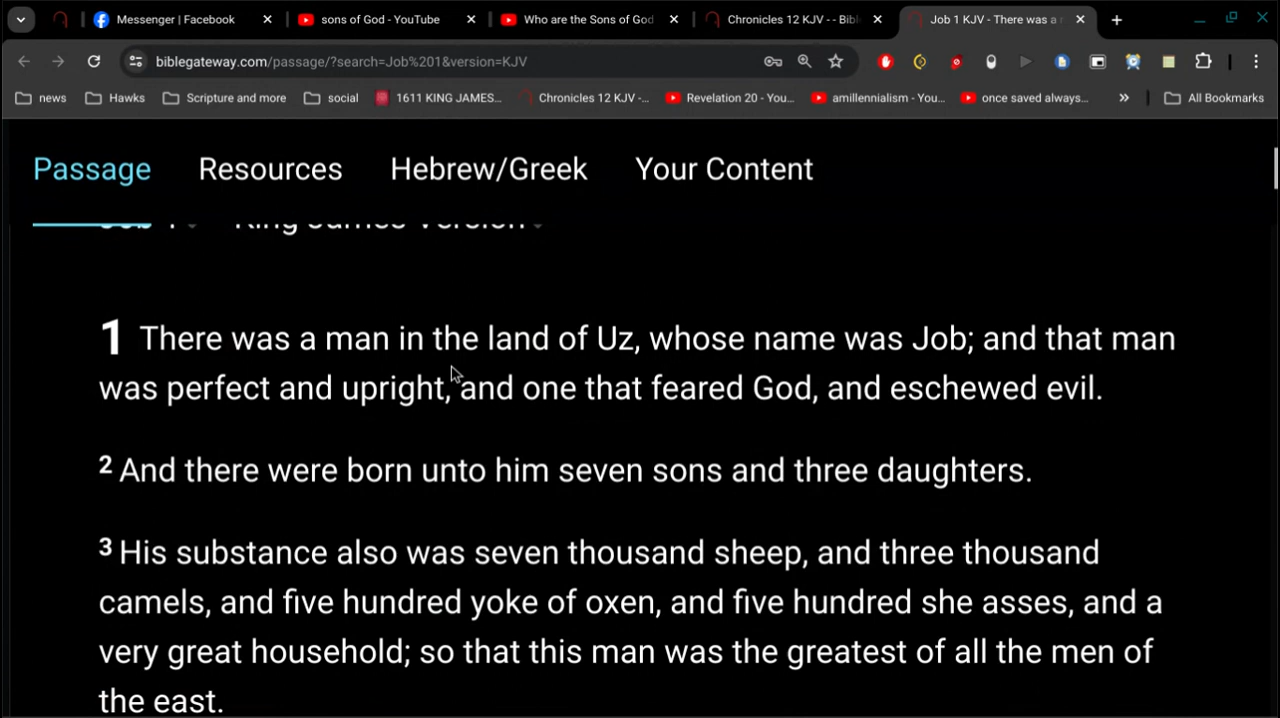 Messenger | Facebook
sons of God - YouTube
Who are the Sons of God
Chronicles 12 KJV - - Bibl
Job 1 KJV - There was a
biblegateway.com/passage/?search=Job%201&version=KJV
news
Hawks
Scripture and more
social
1611 KING JAMES...
Chronicles 12 KJV -...
Revelation 20 - You...
amillennialism - You...
once saved always...
All Bookmarks
Passage
Resources
Hebrew/Greek
Your Content
King James Version
1 There was a man in the land of Uz, whose name was Job; and that man
was perfect and upright, and one that feared God, and eschewed evil.
2 And there were born unto him seven sons and three daughters.
3 His substance also was seven thousand sheep, and three thousand
camels, and five hundred yoke of oxen, and five hundred she asses, and a
very great household; so that this man was the greatest of all the men of
the east.